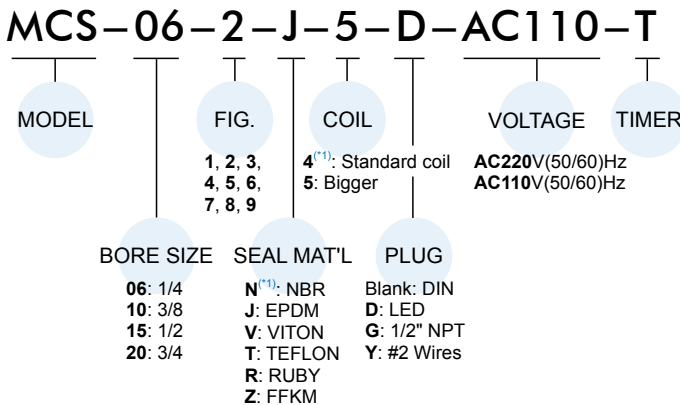 MCS–06–2–J–5–D–AC110–T
MODEL FIG. COIL VOLTAGE TIMER
1, 2, 3, 4(*1): Standard coil AC220V(50/60)Hz
4, 5, 6, 5: Bigger AC110V(50/60)Hz
7, 8, 9
BORE SIZE SEAL MAT'L PLUG
06: 1/4 N(*1): NBR Blank: DIN
10: 3/8 J: EPDM D: LED
15: 1/2 V: VITON G: 1/2" NPT
20: 3/4 T: TEFLON Y: #2 Wires
R: RUBY
Z: FFKM